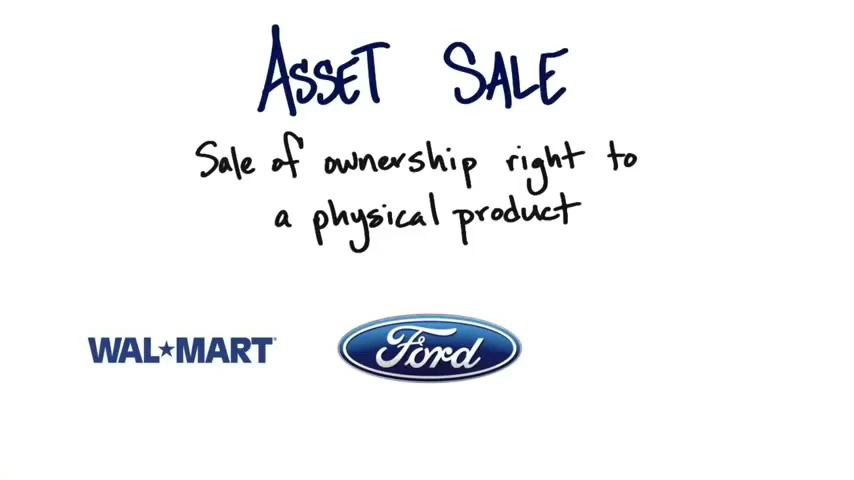 ASSET SALE
Sale of ownership right to
a physical product
WAL★MART
Ford